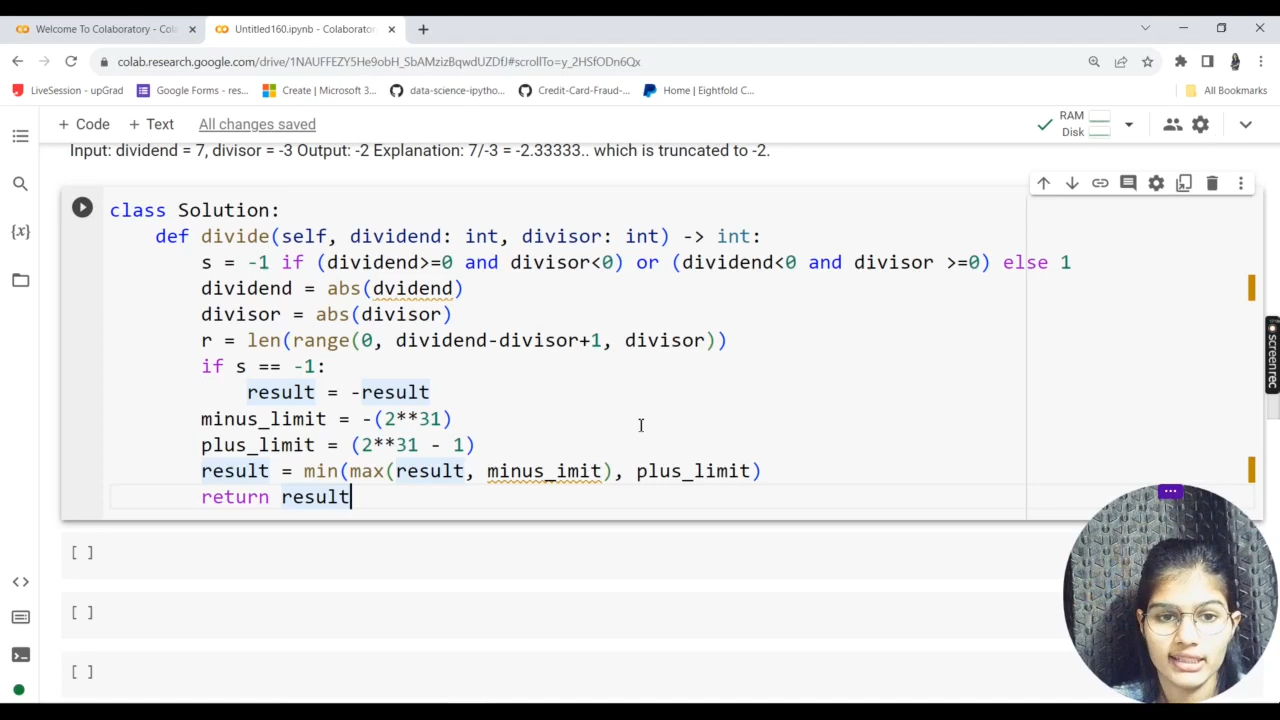 Welcome To Colaboratory - Cola
Untitled160.ipynb - Colaborator
colab.research.google.com/drive/1NAUFFEZY5He9obH_SbAMzizBqwdUZDfJ#scrollTo=y_2HSfODn6Qx
LiveSession - upGrad
Google Forms - res...
Create | Microsoft 3...
data-science-ipytho...
Credit-Card-Fraud-...
Home | Eightfold C...
All Bookmarks
+ Code
+ Text
All changes saved
RAM
Disk
Input: dividend = 7, divisor = -3 Output: -2 Explanation: 7/-3 = -2.33333.. which is truncated to -2.
class Solution:
def divide(self, dividend: int, divisor: int) -> int:
s = -1 if (dividend>=0 and divisor<0) or (dividend<0 and divisor >=0) else 1
dividend = abs(dvidend)
divisor = abs(divisor)
r = len(range(0, dividend-divisor+1, divisor))
if s == -1:
result = -result
minus_limit = -(2**31)
plus_limit = (2**31 - 1)
result = min(max(result, minus_imit), plus_limit)
return result
[ ]
[ ]
[ ]
{x}
screenrec